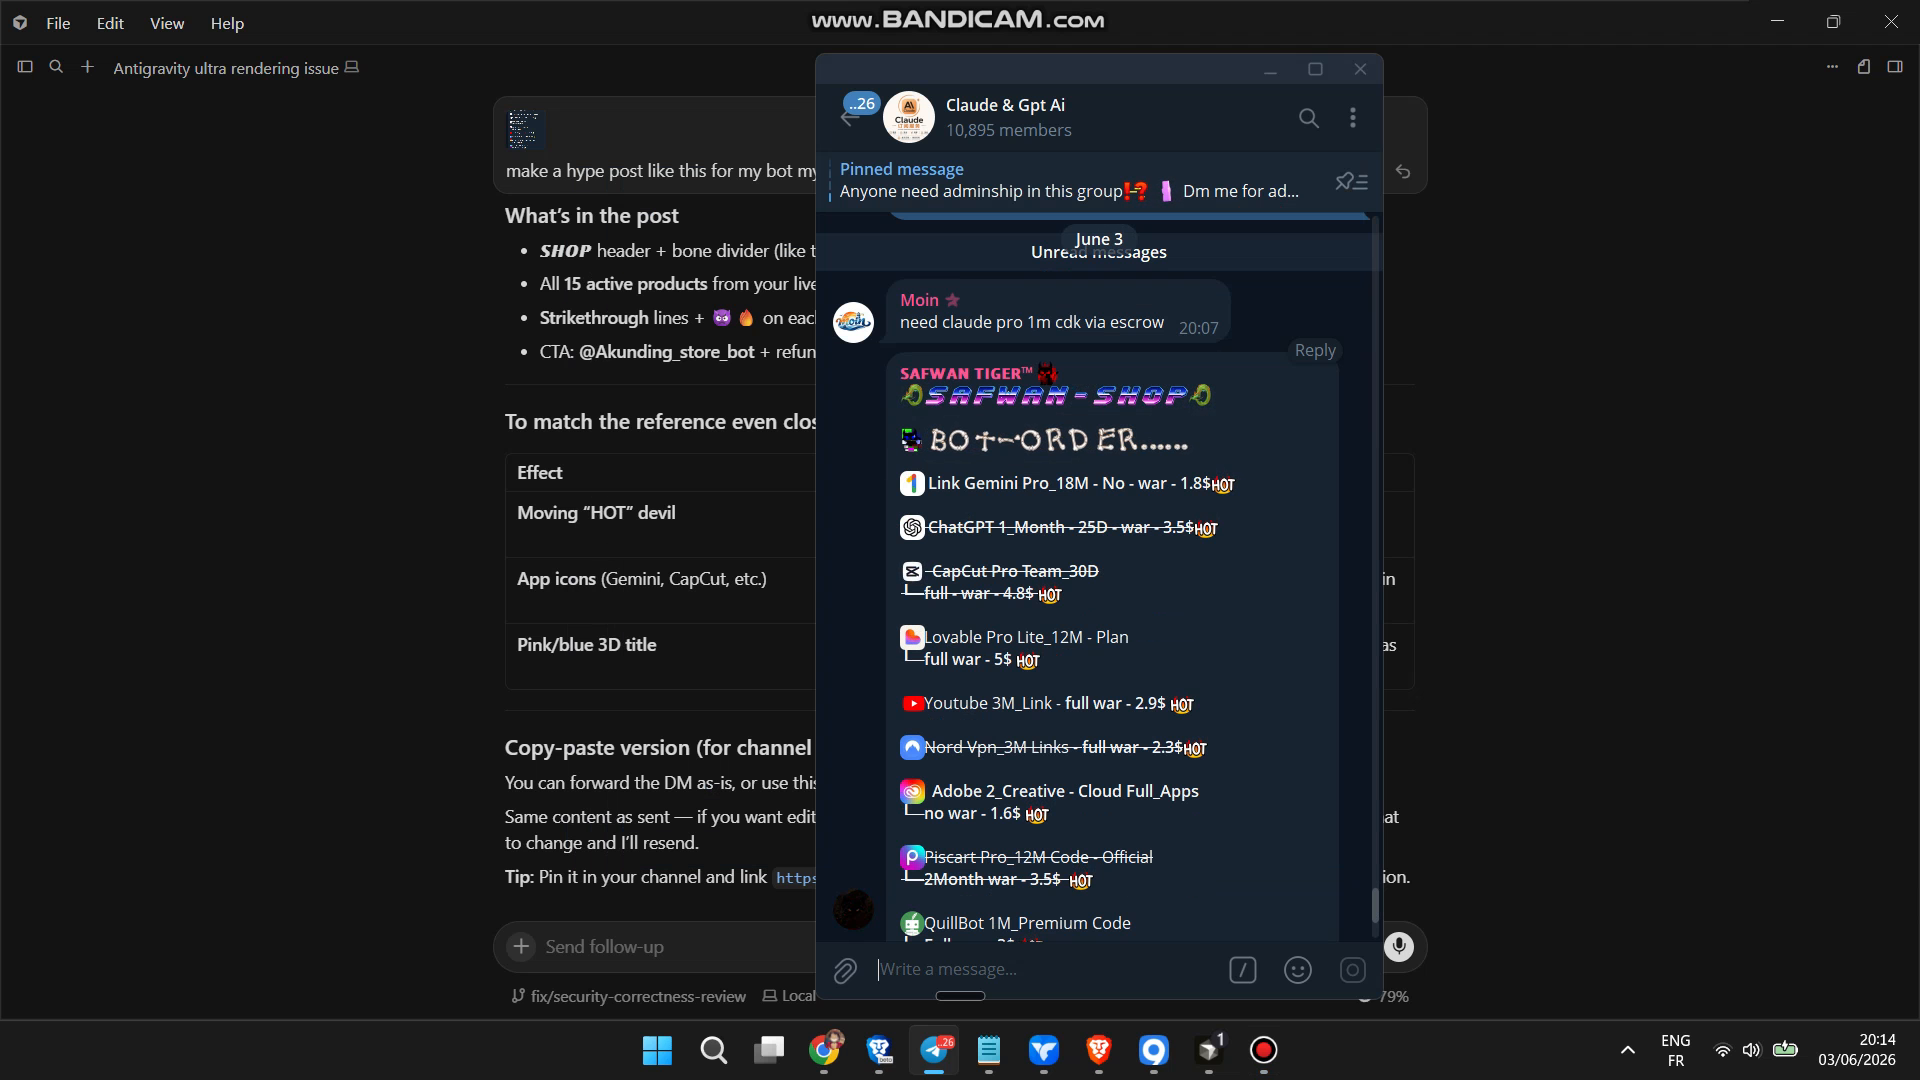 www.BANDICAM.com
File Edit View Help
Antigravity ultra rendering issue
make a hype post like this for my bot my
What's in the post
SHOP header + bone divider (like t
All 15 active products from your live
Strikethrough lines + on eac
CTA: @Akunding_store_bot + refun
To match the reference even clos
Effect
Moving “HOT” devil
App icons (Gemini, CapCut, etc.)
in
Pink/blue 3D title
as
Copy-paste version (for channel
You can forward the DM as-is, or use this
Same content as sent — if you want edit
at
to change and I'll resend.
Tip: Pin it in your channel and link https
on.
Send follow-up
fix/security-correctness-review Local
79%
..26
AI
Claude
Claude & Gpt Ai
10,895 members
Pinned message
Anyone need adminship in this group⁉️ Dm me for ad...
June 3
Unread messages
Moin
need claude pro 1m cdk via escrow 20:07
Reply
SAFWAN TIGER™
SAFWAN-SHOP
BOT-ORDER......
Link Gemini Pro_18M - No - war - 1.8$HOT
ChatGPT 1_Month - 25D - war - 3.5$HOT
CapCut Pro Team_30D
└─full - war - 4.8$ HOT
Lovable Pro Lite_12M - Plan
└─full war - 5$ HOT
Youtube 3M_Link - full war - 2.9$ HOT
Nord Vpn_3M Links - full war - 2.3$HOT
Adobe 2_Creative - Cloud Full_Apps
└─no war - 1.6$ HOT
Piscart Pro_12M Code - Official
└─2Month war - 3.5$ HOT
QuillBot 1M_Premium Code
Write a message...
..26
1
ENG
FR
20:14
03/06/2026